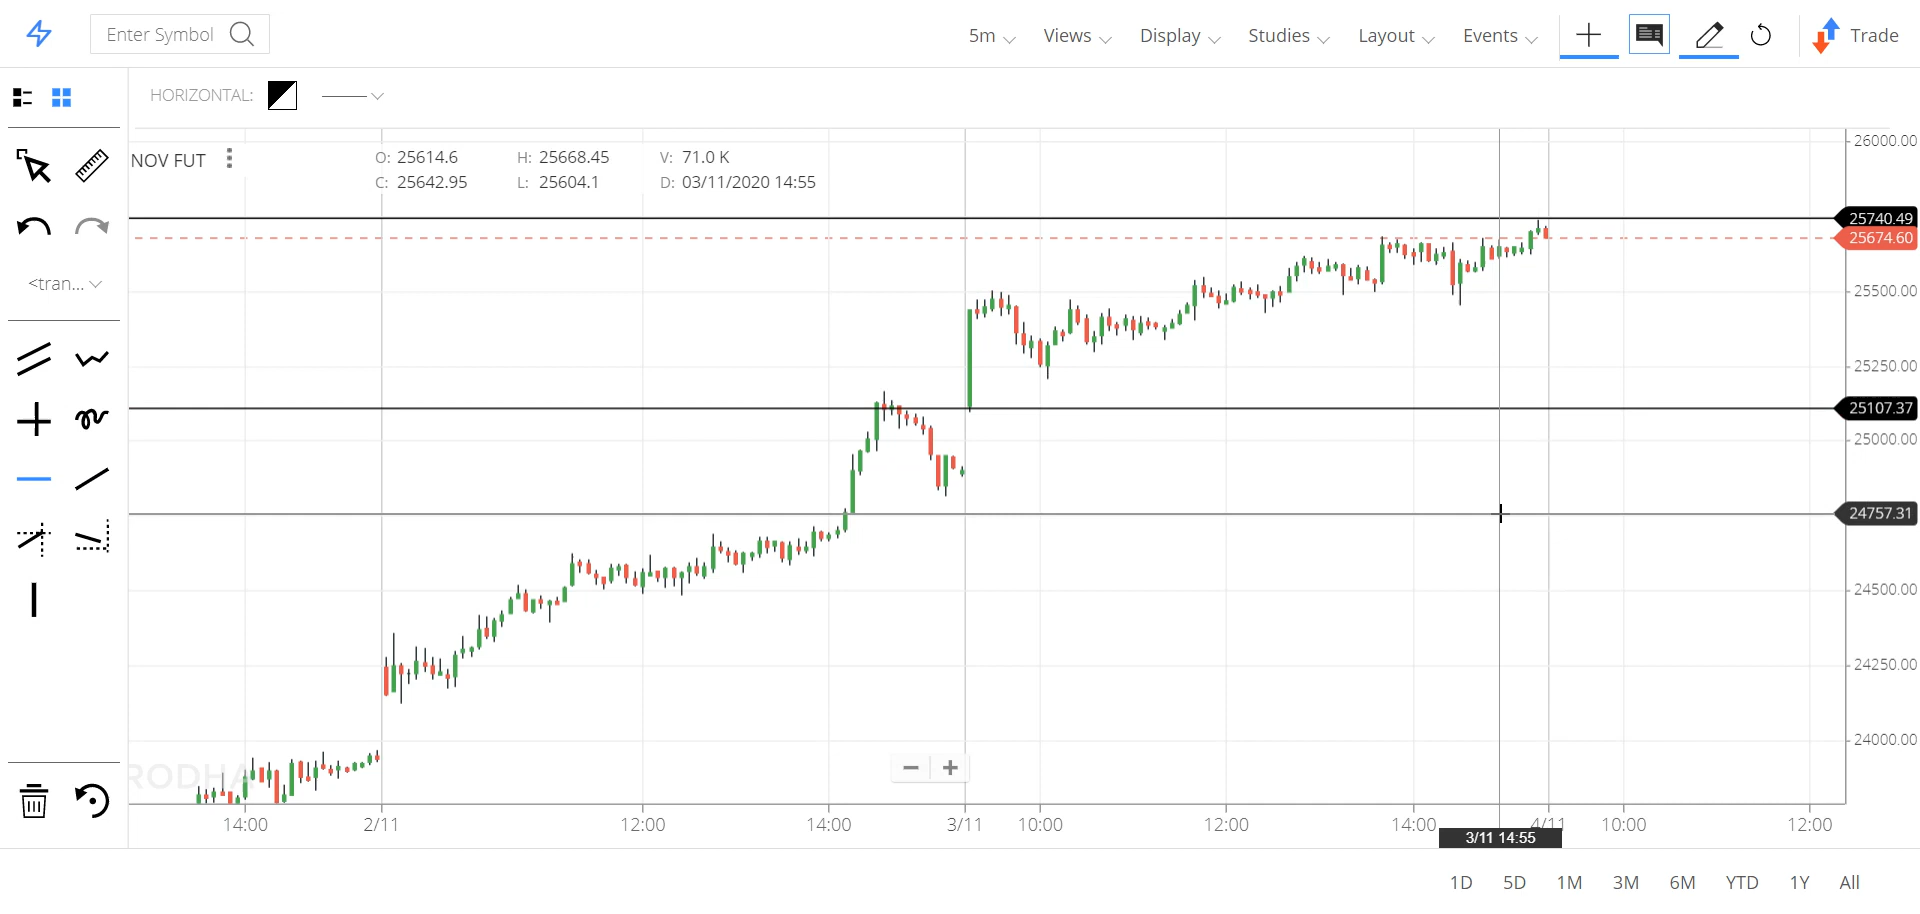 Enter Symbol
5m Views Display Studies Layout Events Trade
HORIZONTAL:
NOV FUT
O: 25614.6 H: 25668.45 V: 71.0 K
C: 25642.95 L: 25604.1 D: 03/11/2020 14:55
<tran...
26000.00
25740.49
25674.60
25500.00
25250.00
25107.37
25000.00
24757.31
24500.00
24250.00
24000.00
RODHA
14:00 2/11 12:00 14:00 3/11 10:00 12:00 14:00 4/11 10:00 12:00
3/11 14:55
1D 5D 1M 3M 6M YTD 1Y All